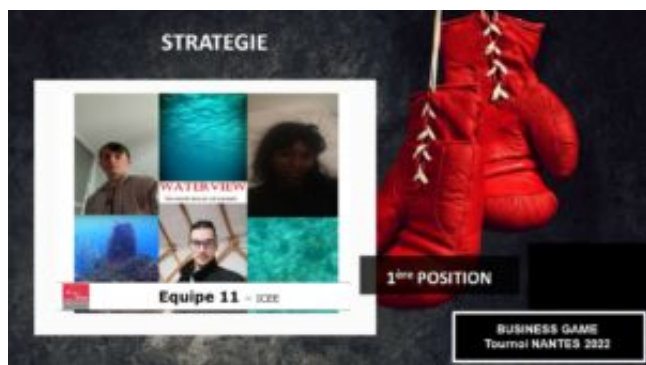 STRATEGIE
WATERVIEW
Equipe 11 - ICEE
1ère POSITION
BUSINESS GAME
Tournoi NANTES 2022